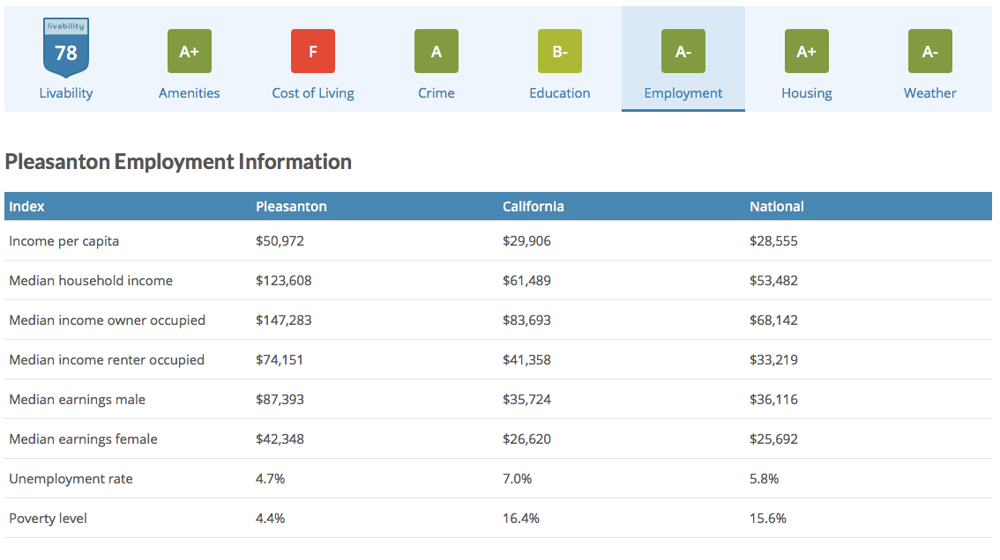 livability
78 A+ F A B- A- A+ A-
Livability Amenities Cost of Living Crime Education Employment Housing Weather
Pleasanton Employment Information
Index Pleasanton California National
Income per capita $50,972 $29,906 $28,555
Median household income $123,608 $61,489 $53,482
Median income owner occupied $147,283 $83,693 $68,142
Median income renter occupied $74,151 $41,358 $33,219
Median earnings male $87,393 $35,724 $36,116
Median earnings female $42,348 $26,620 $25,692
Unemployment rate 4.7% 7.0% 5.8%
Poverty level 4.4% 16.4% 15.6%